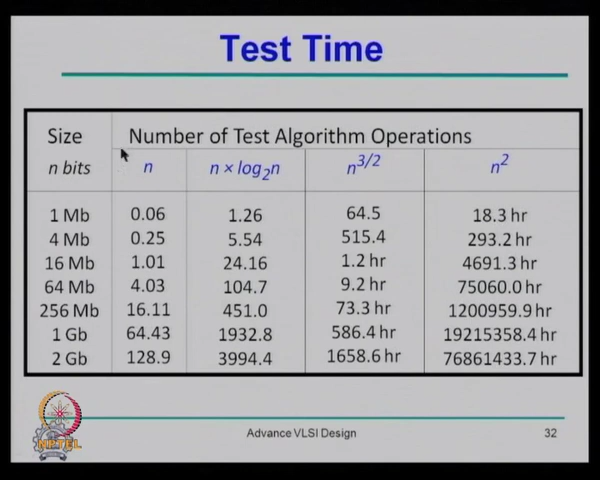 Test Time
Size Number of Test Algorithm Operations
n bits n n × log₂n n³/² n²
1 Mb 0.06 1.26 64.5 18.3 hr
4 Mb 0.25 5.54 515.4 293.2 hr
16 Mb 1.01 24.16 1.2 hr 4691.3 hr
64 Mb 4.03 104.7 9.2 hr 75060.0 hr
256 Mb 16.11 451.0 73.3 hr 1200959.9 hr
1 Gb 64.43 1932.8 586.4 hr 19215358.4 hr
2 Gb 128.9 3994.4 1658.6 hr 76861433.7 hr
NPTEL
Advance VLSI Design 32